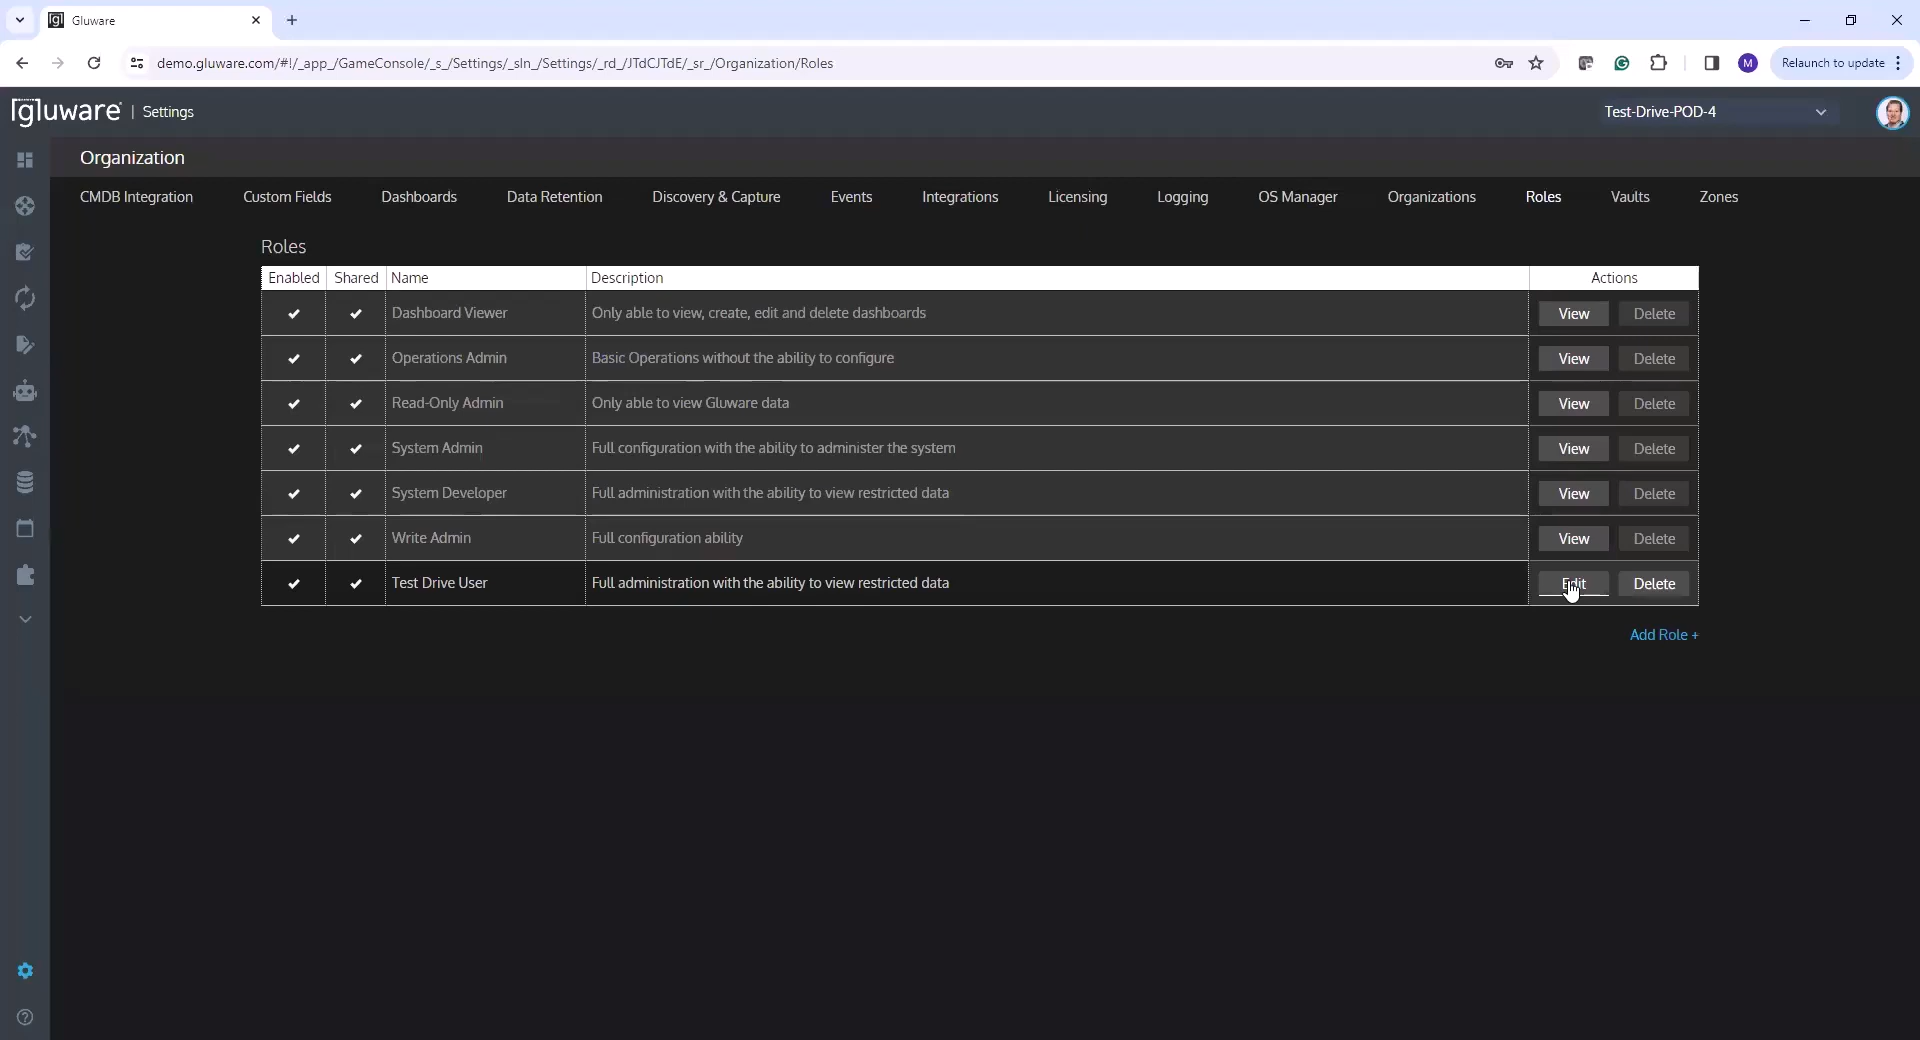 Gluware
demo.gluware.com/#!/_app_/GameConsole/_s_/Settings/_sln_/Settings/_rd_/JTdCJTdE/_sr_/Organization/Roles
M
Relaunch to update
[gluware | Settings
Test-Drive-POD-4
Organization
CMDB Integration Custom Fields Dashboards Data Retention Discovery & Capture Events Integrations Licensing Logging OS Manager Organizations Roles Vaults Zones
Roles
Enabled Shared Name Description Actions
Dashboard Viewer Only able to view, create, edit and delete dashboards View Delete
Operations Admin Basic Operations without the ability to configure View Delete
Read-Only Admin Only able to view Gluware data View Delete
System Admin Full configuration with the ability to administer the system View Delete
System Developer Full administration with the ability to view restricted data View Delete
Write Admin Full configuration ability View Delete
Test Drive User Full administration with the ability to view restricted data Edit Delete
Add Role +